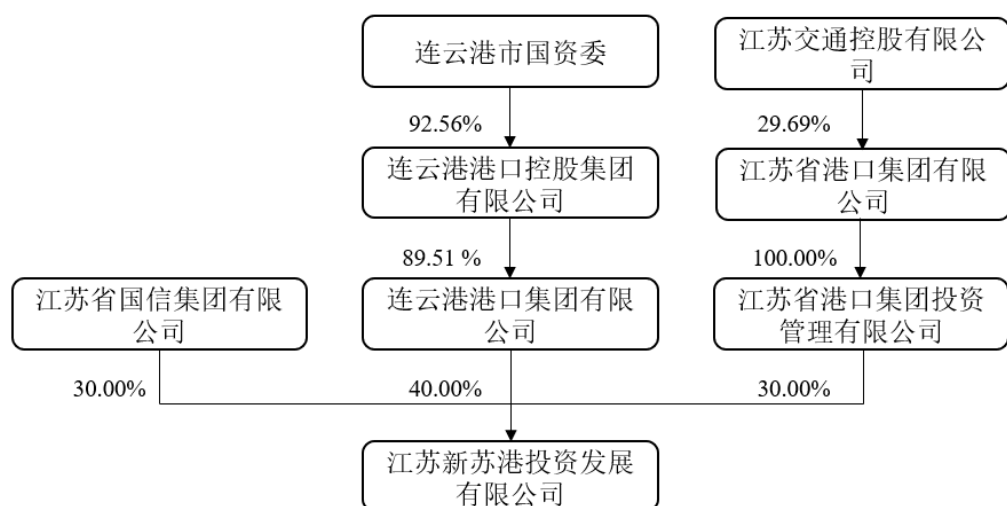 连云港市国资委
江苏交通控股有限公
司
92.56%
29.69%
连云港港口控股集团
有限公司
江苏省港口集团有限
公司
89.51 %
100.00%
江苏省国信集团有限
公司
连云港港口集团有限
公司
江苏省港口集团投资
管理有限公司
30.00%
40.00%
30.00%
江苏新苏港投资发展
有限公司